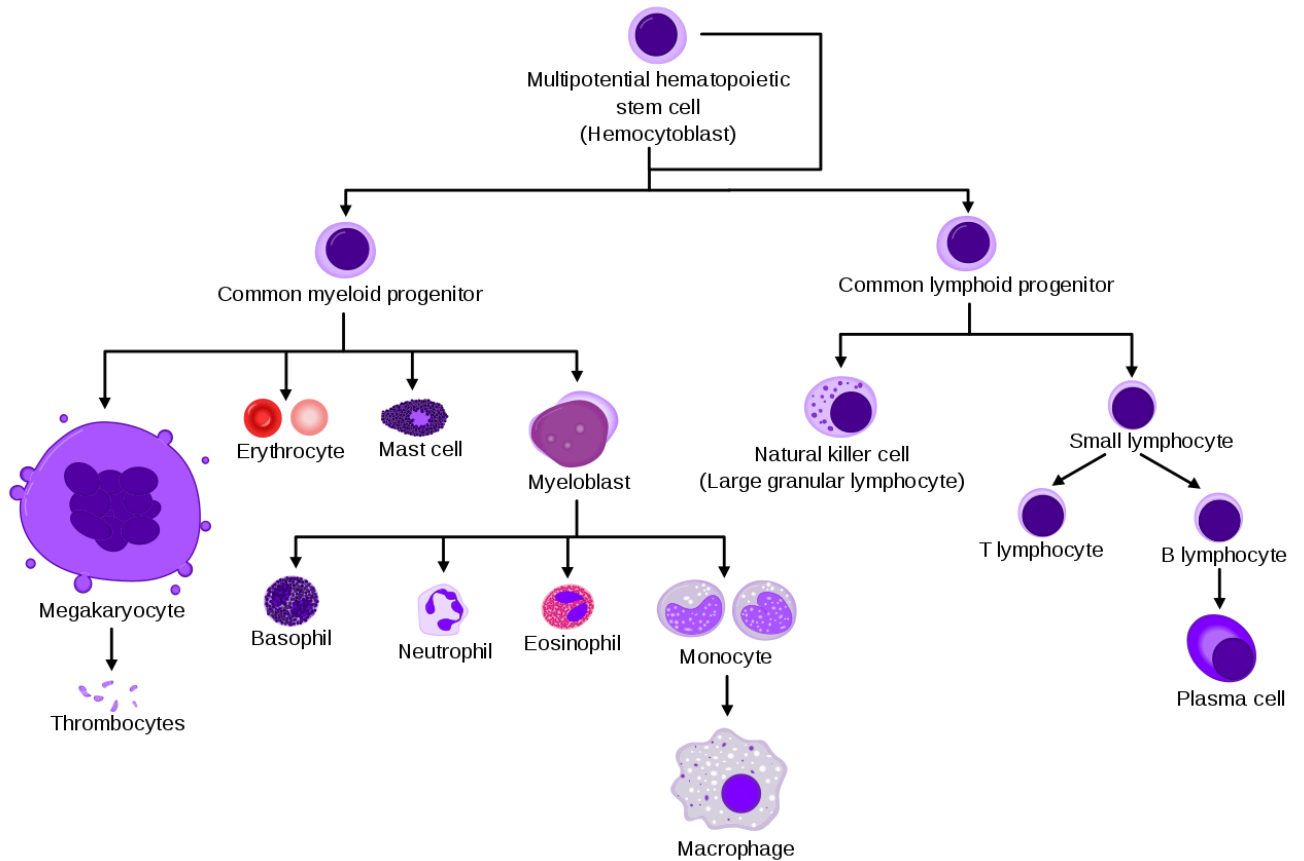 Multipotential hematopoietic
stem cell
(Hemocytoblast)
Common myeloid progenitor
Common lymphoid progenitor
Erythrocyte
Mast cell
Myeloblast
Natural killer cell
(Large granular lymphocyte)
Small lymphocyte
T lymphocyte
B lymphocyte
Megakaryocyte
Basophil
Neutrophil
Eosinophil
Monocyte
Plasma cell
Thrombocytes
Macrophage